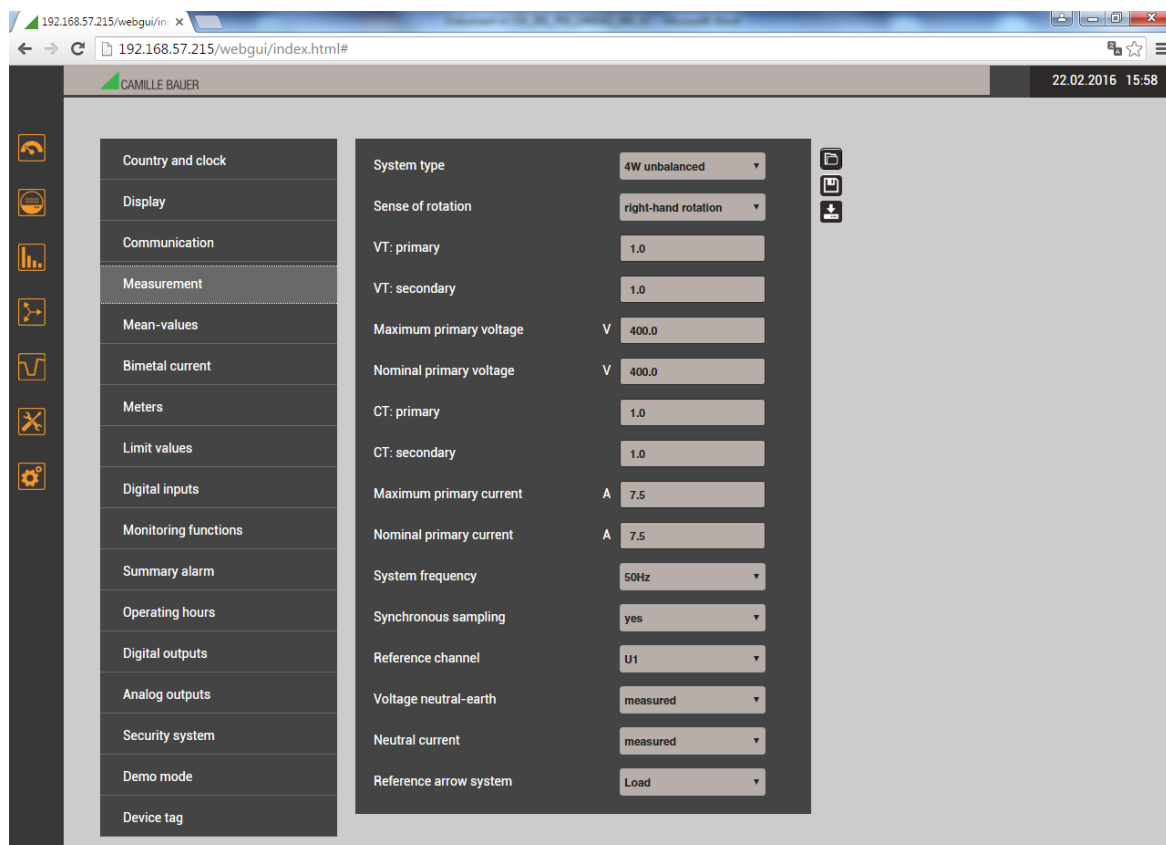 192.168.57.215/webgui/in
192.168.57.215/webgui/index.html#
CAMILLE BAUER
22.02.2016 15:58
Country and clock
Display
Communication
Measurement
Mean-values
Bimetal current
Meters
Limit values
Digital inputs
Monitoring functions
Summary alarm
Operating hours
Digital outputs
Analog outputs
Security system
Demo mode
Device tag
System type 4W unbalanced
Sense of rotation right-hand rotation
VT: primary 1.0
VT: secondary 1.0
Maximum primary voltage V 400.0
Nominal primary voltage V 400.0
CT: primary 1.0
CT: secondary 1.0
Maximum primary current A 7.5
Nominal primary current A 7.5
System frequency 50Hz
Synchronous sampling yes
Reference channel U1
Voltage neutral-earth measured
Neutral current measured
Reference arrow system Load